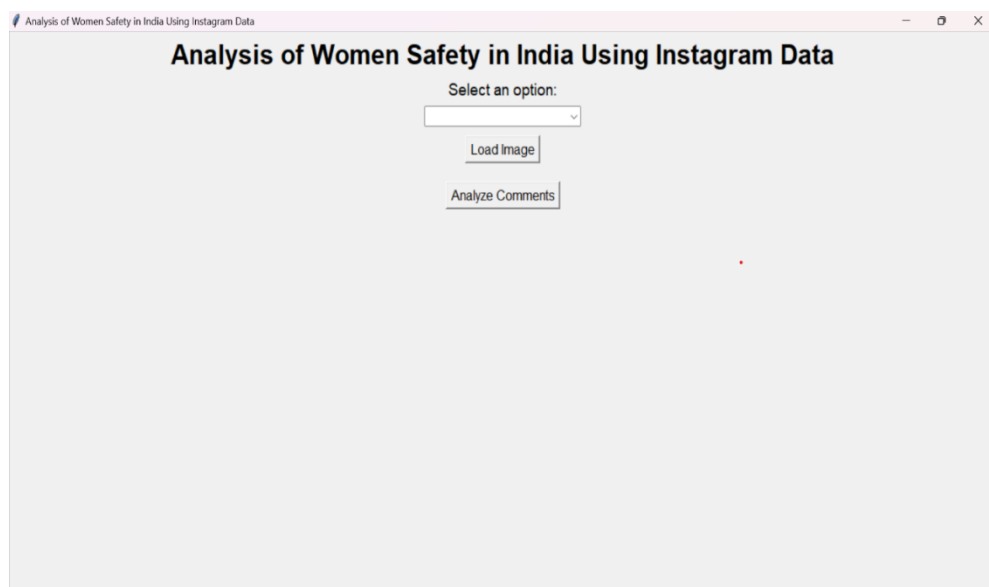 Analysis of Women Safety in India Using Instagram Data
Analysis of Women Safety in India Using Instagram Data
Select an option:
Load Image
Analyze Comments